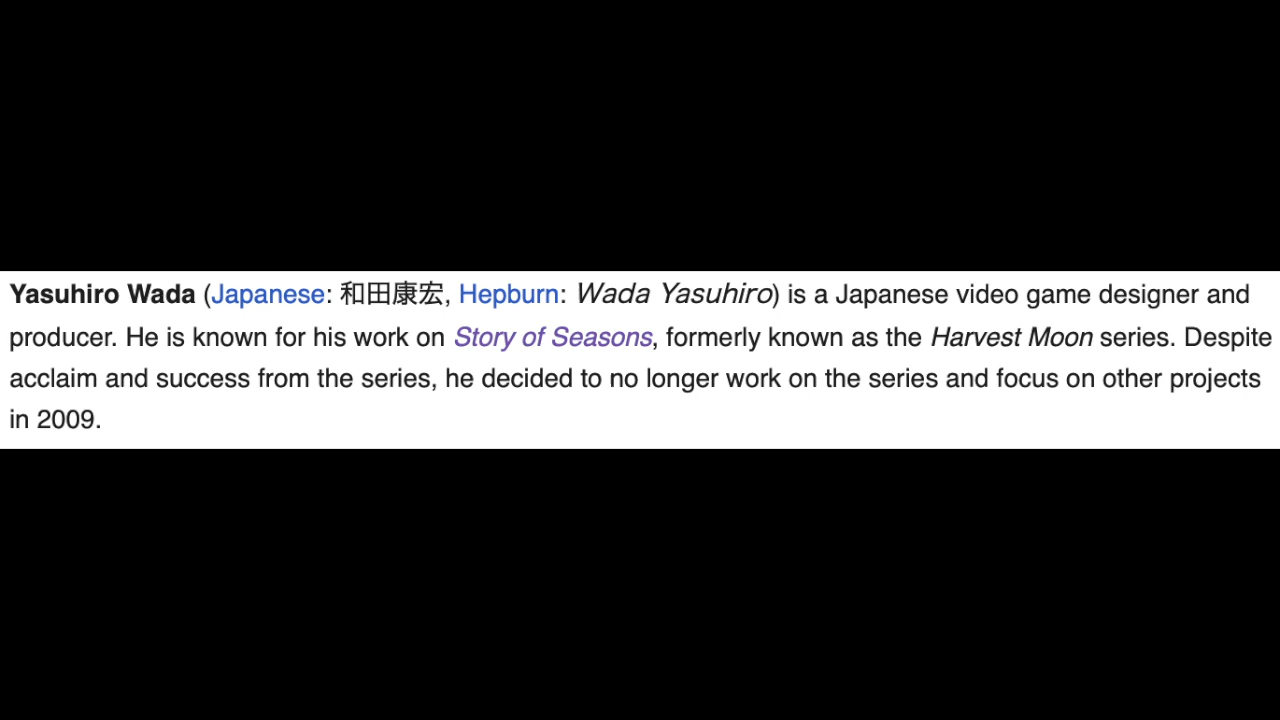 Yasuhiro Wada (Japanese: 和田康宏, Hepburn: Wada Yasuhiro) is a Japanese video game designer and
producer. He is known for his work on Story of Seasons, formerly known as the Harvest Moon series. Despite
acclaim and success from the series, he decided to no longer work on the series and focus on other projects
in 2009.